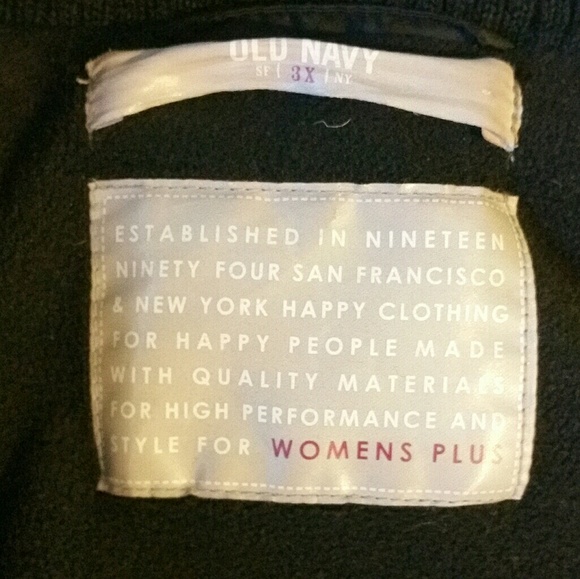 OLD NAVY
SF ( 3X / NY
ESTABLISHED IN NINETEEN
NINETY FOUR SAN FRANCISCO
& NEW YORK HAPPY CLOTHING
FOR HAPPY PEOPLE MADE
WITH QUALITY MATERIALS
FOR HIGH PERFORMANCE AND
STYLE FOR WOMENS PLUS